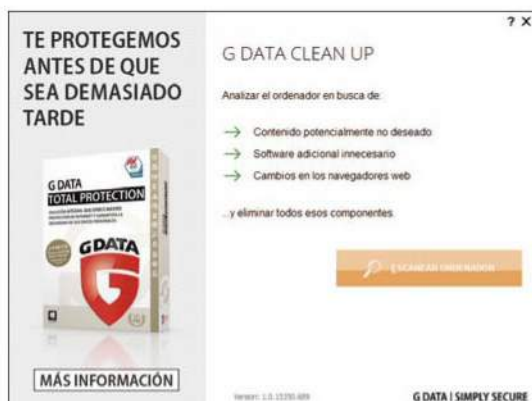 ? X
TE PROTEGEMOS
ANTES DE QUE
SEA DEMASIADO
TARDE
G DATA
TOTAL PROTECTION
G DATA
MÁS INFORMACIÓN
G DATA CLEAN UP
Analizar el ordenador en busca de:
Contenido potencialmente no deseado
Software adicional innecesario
Cambios en los navegadores web
...y eliminar todos esos componentes.
ESCANEAR ORDENADOR
G DATA | SIMPLY SECURE